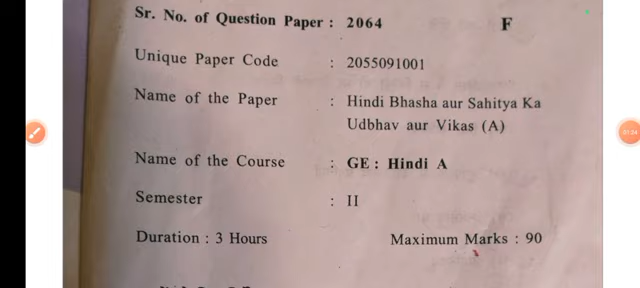 Sr. No. of Question Paper : 2064 F
Unique Paper Code : 2055091001
Name of the Paper : Hindi Bhasha aur Sahitya Ka
Udbhav aur Vikas (A)
Name of the Course : GE : Hindi A
Semester : II
Duration : 3 Hours Maximum Marks : 90